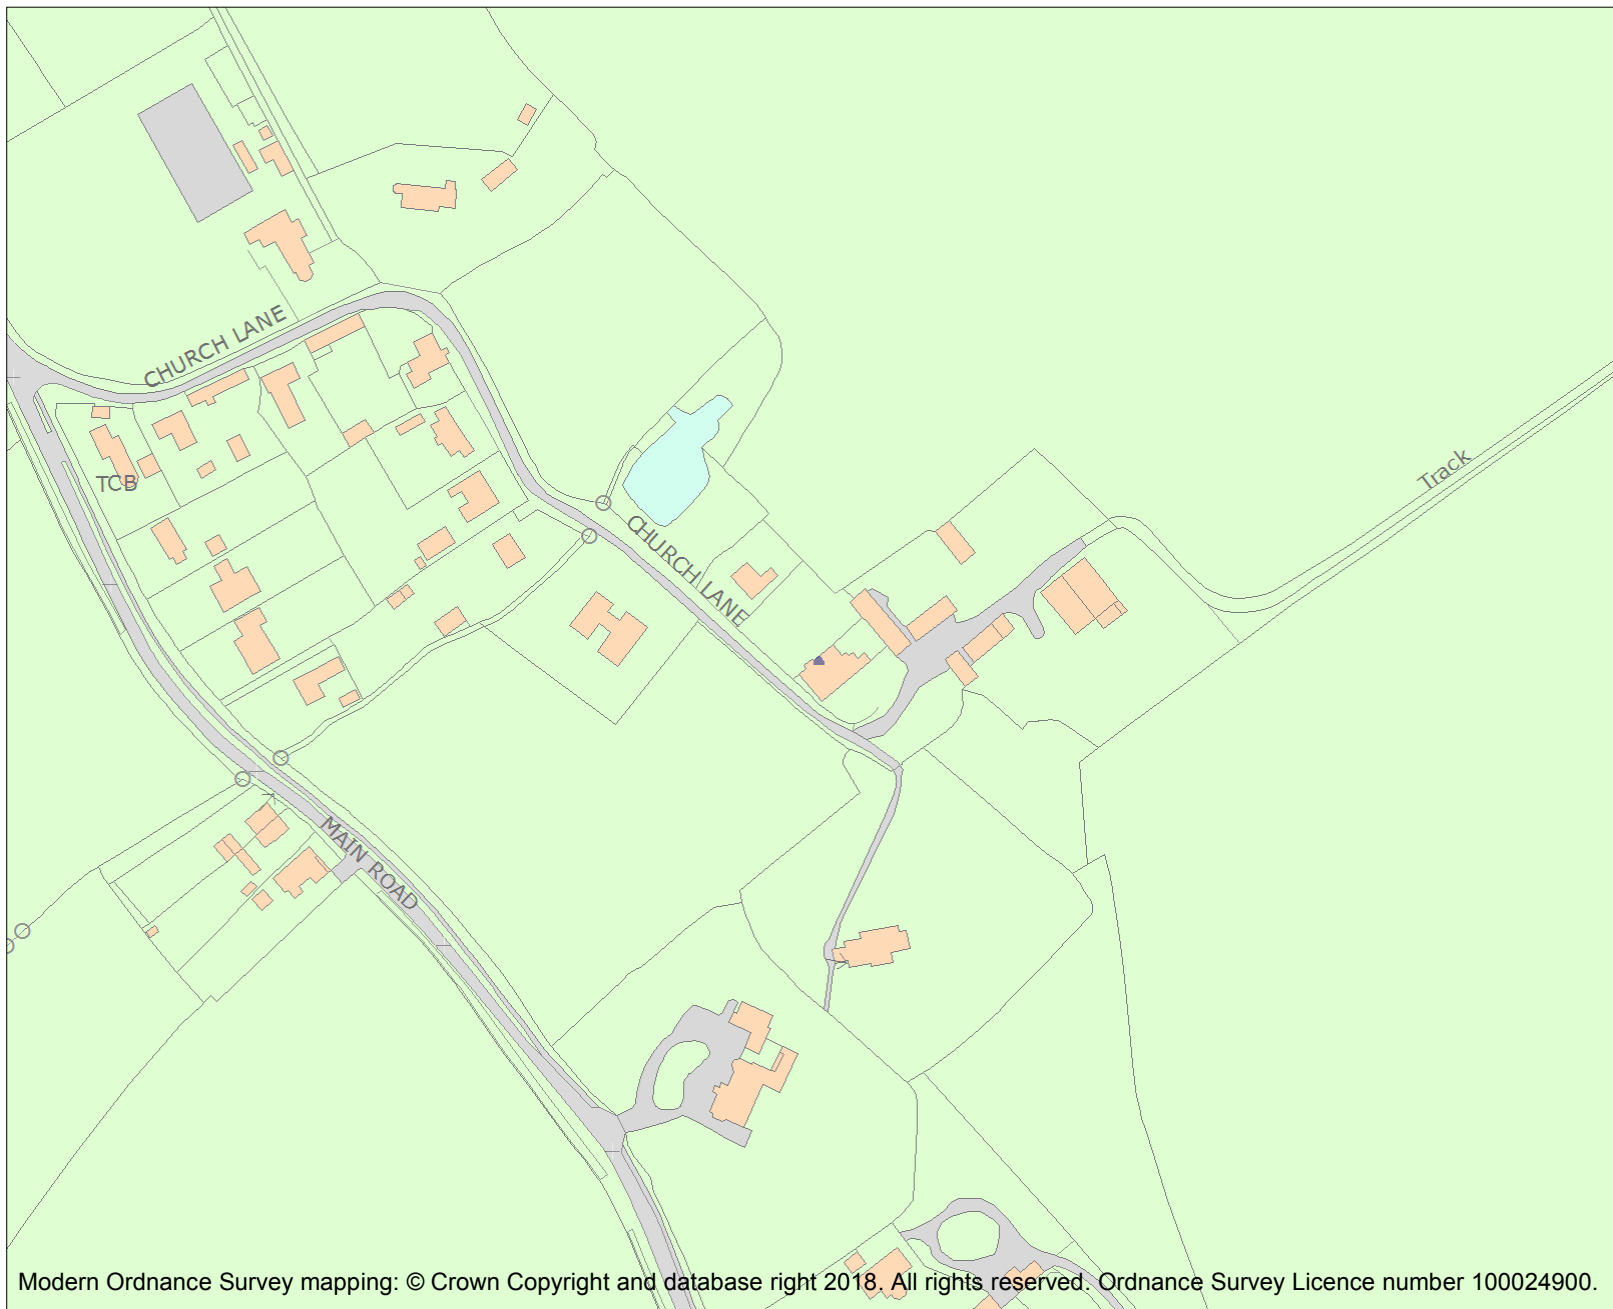 CHURCH LANE
Track
TCB
CHURCH LANE
MAIN ROAD
Modern Ordnance Survey mapping: © Crown Copyright and database right 2018. All rights reserved. Ordnance Survey Licence number 100024900.